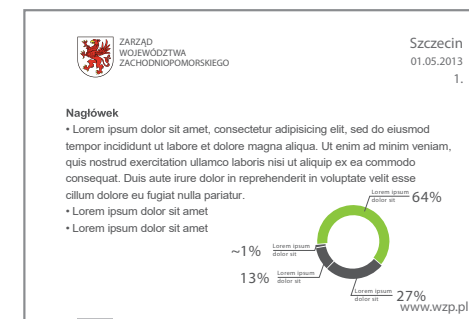 ZARZĄD
WOJEWÓDZTWA
ZACHODNIOPOMORSKIEGO
Szczecin
01.05.2013
1.
Nagłówek
• Lorem ipsum dolor sit amet, consectetur adipisicing elit, sed do eiusmod
tempor incididunt ut labore et dolore magna aliqua. Ut enim ad minim veniam,
quis nostrud exercitation ullamco laboris nisi ut aliquip ex ea commodo
consequat. Duis aute irure dolor in reprehenderit in voluptate velit esse
cillum dolore eu fugiat nulla pariatur.
• Lorem ipsum dolor sit amet
• Lorem ipsum dolor sit amet
Lorem ipsum
dolor sit
64%
~1%
Lorem ipsum
dolor sit
13%
Lorem ipsum
dolor sit
Lorem ipsum
dolor sit
27%
www.wzp.pl